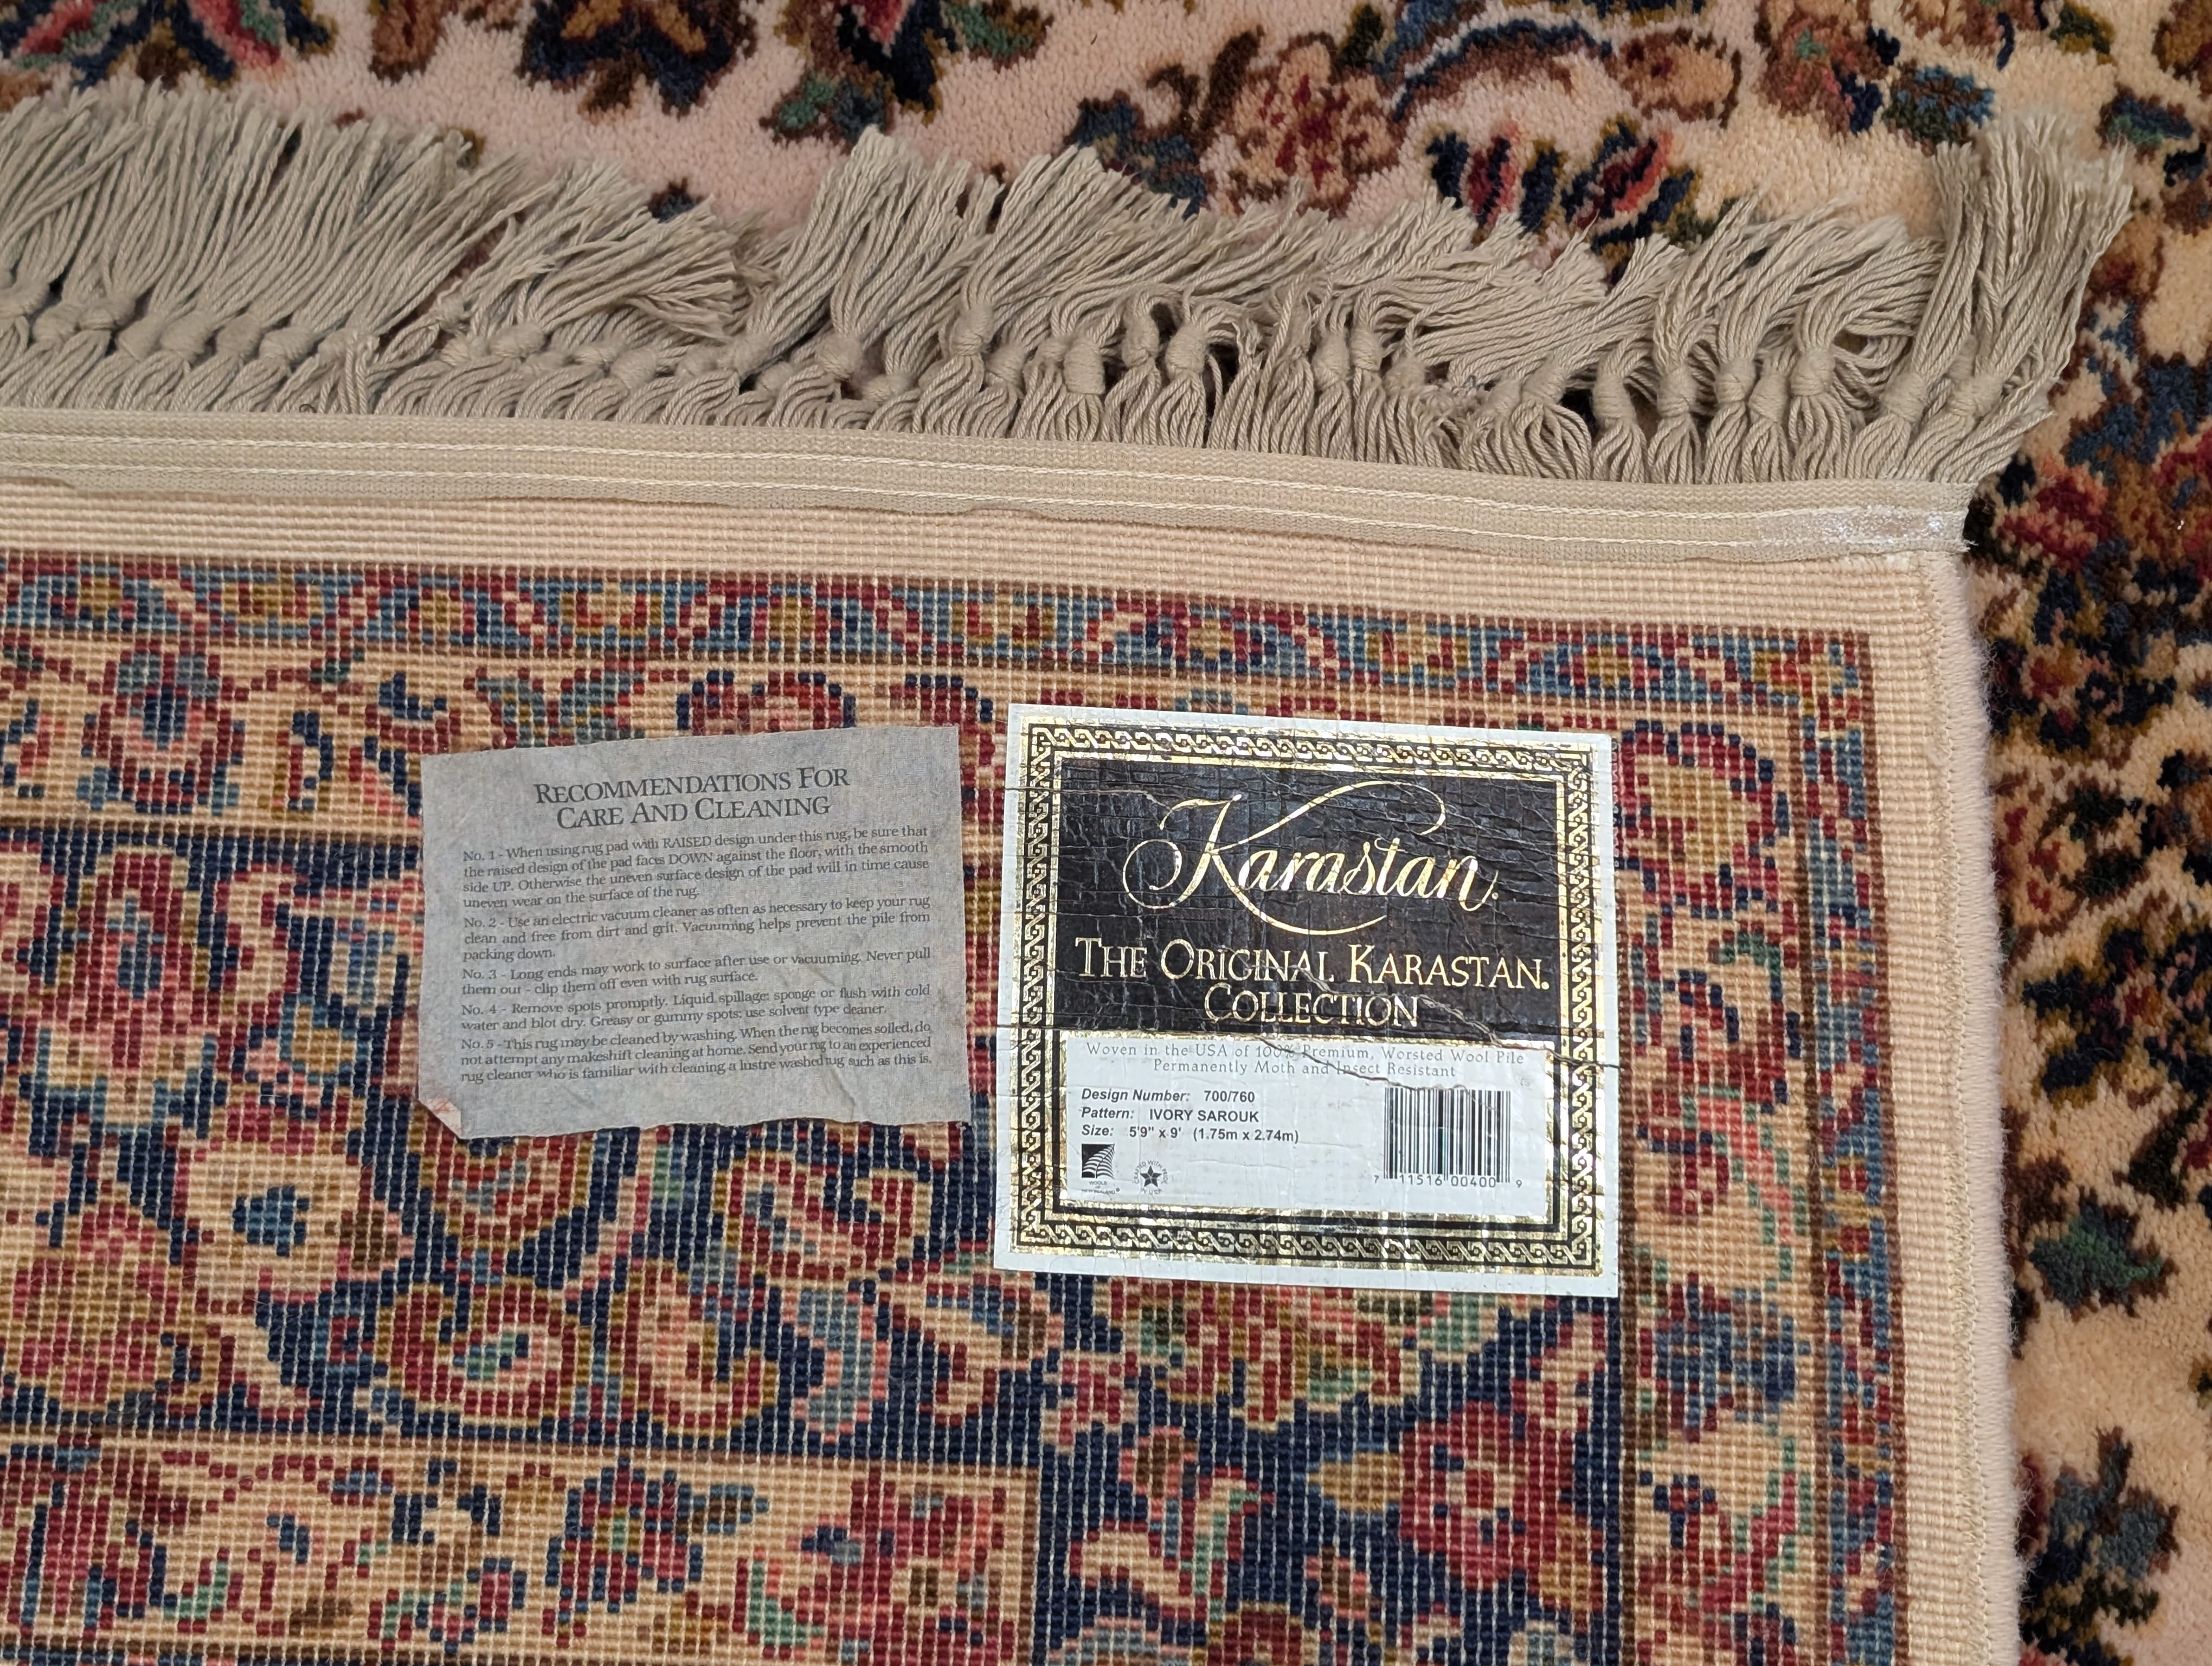 RECOMMENDATIONS FOR
CARE AND CLEANING
No. 1 - When using rug pad with RAISED design under this rug, be sure that
the raised design of the pad faces DOWN against the floor, with the smooth
side UP. Otherwise the uneven surface design of the pad will in time cause
uneven wear on the surface of the rug.
No. 2 - Use an electric vacuum cleaner as often as necessary to keep your rug
clean and free from dirt and grit. Vacuuming helps prevent the pile from
packing down.
No. 3 - Long ends may work to surface after use or vacuuming. Never pull
them out - clip them off even with rug surface.
No. 4 - Remove spots promptly. Liquid spillage: sponge or flush with cold
water and blot dry. Greasy or gummy spots: use solvent type cleaner.
No. 5 - This rug may be cleaned by washing. When the rug becomes soiled, do
not attempt any makeshift cleaning at home. Send your rug to an experienced
rug cleaner who is familiar with cleaning a lustre washed rug such as this is.
Karastan.
THE ORIGINAL KARASTAN.
COLLECTION
Woven in the USA of 100% Premium, Worsted Wool Pile
Permanently Moth and Insect Resistant
Design Number: 700/760
Pattern: IVORY SAROUK
Size: 5'9" x 9' (1.75m x 2.74m)
WOOLS
OF
NEW ZEALAND
CRAFTED WITH PRIDE
7 11516 00400 9